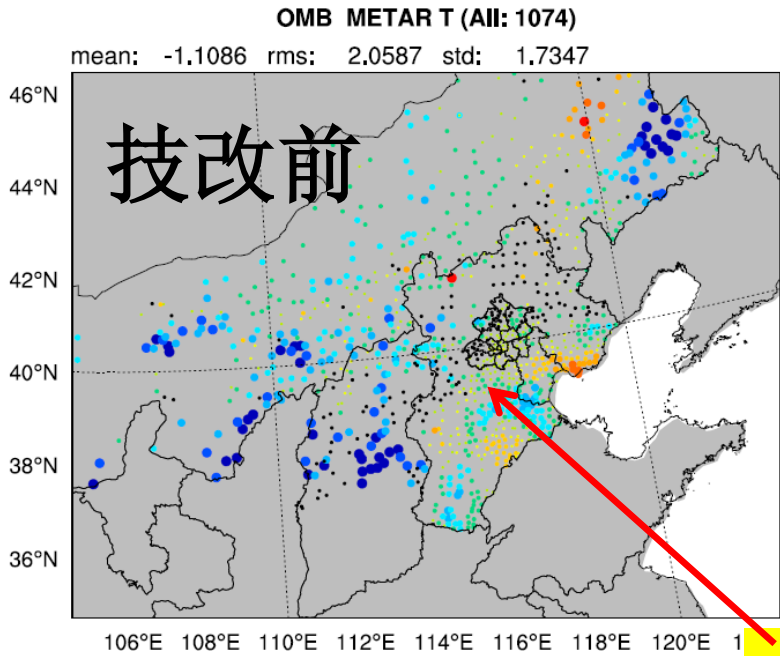 OMB METAR T (All: 1074)
mean: -1.1086 rms: 2.0587 std: 1.7347
技改前
46°N
44°N
42°N
40°N
38°N
36°N
106°E 108°E 110°E 112°E 114°E 116°E 118°E 120°E 1